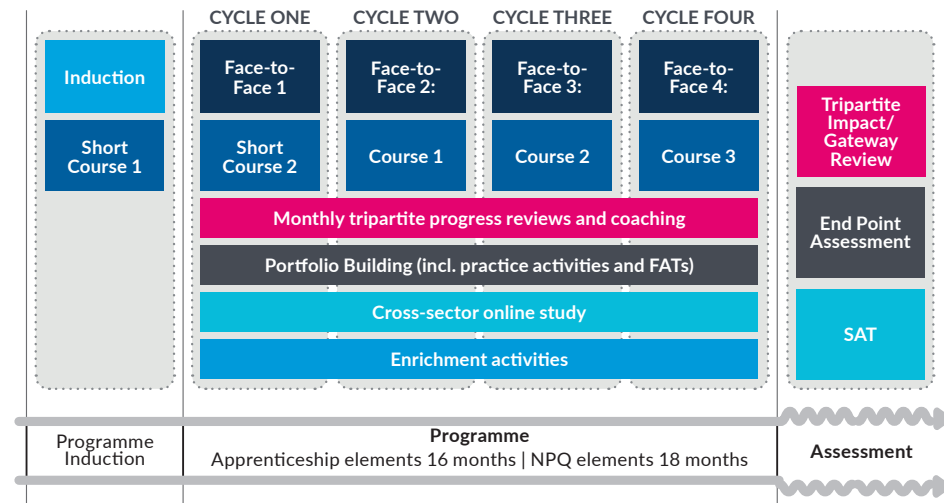 CYCLE ONE
CYCLE TWO
CYCLE THREE
CYCLE FOUR
Induction
Face-to-
Face 1
Face-to-
Face 2:
Face-to-
Face 3:
Face-to-
Face 4:
Short
Course 1
Short
Course 2
Course 1
Course 2
Course 3
Tripartite
Impact/
Gateway
Review
Monthly tripartite progress reviews and coaching
Portfolio Building (incl. practice activities and FATs)
Cross-sector online study
Enrichment activities
End Point
Assessment
SAT
Programme
Induction
Programme
Apprenticeship elements 16 months | NPQ elements 18 months
Assessment